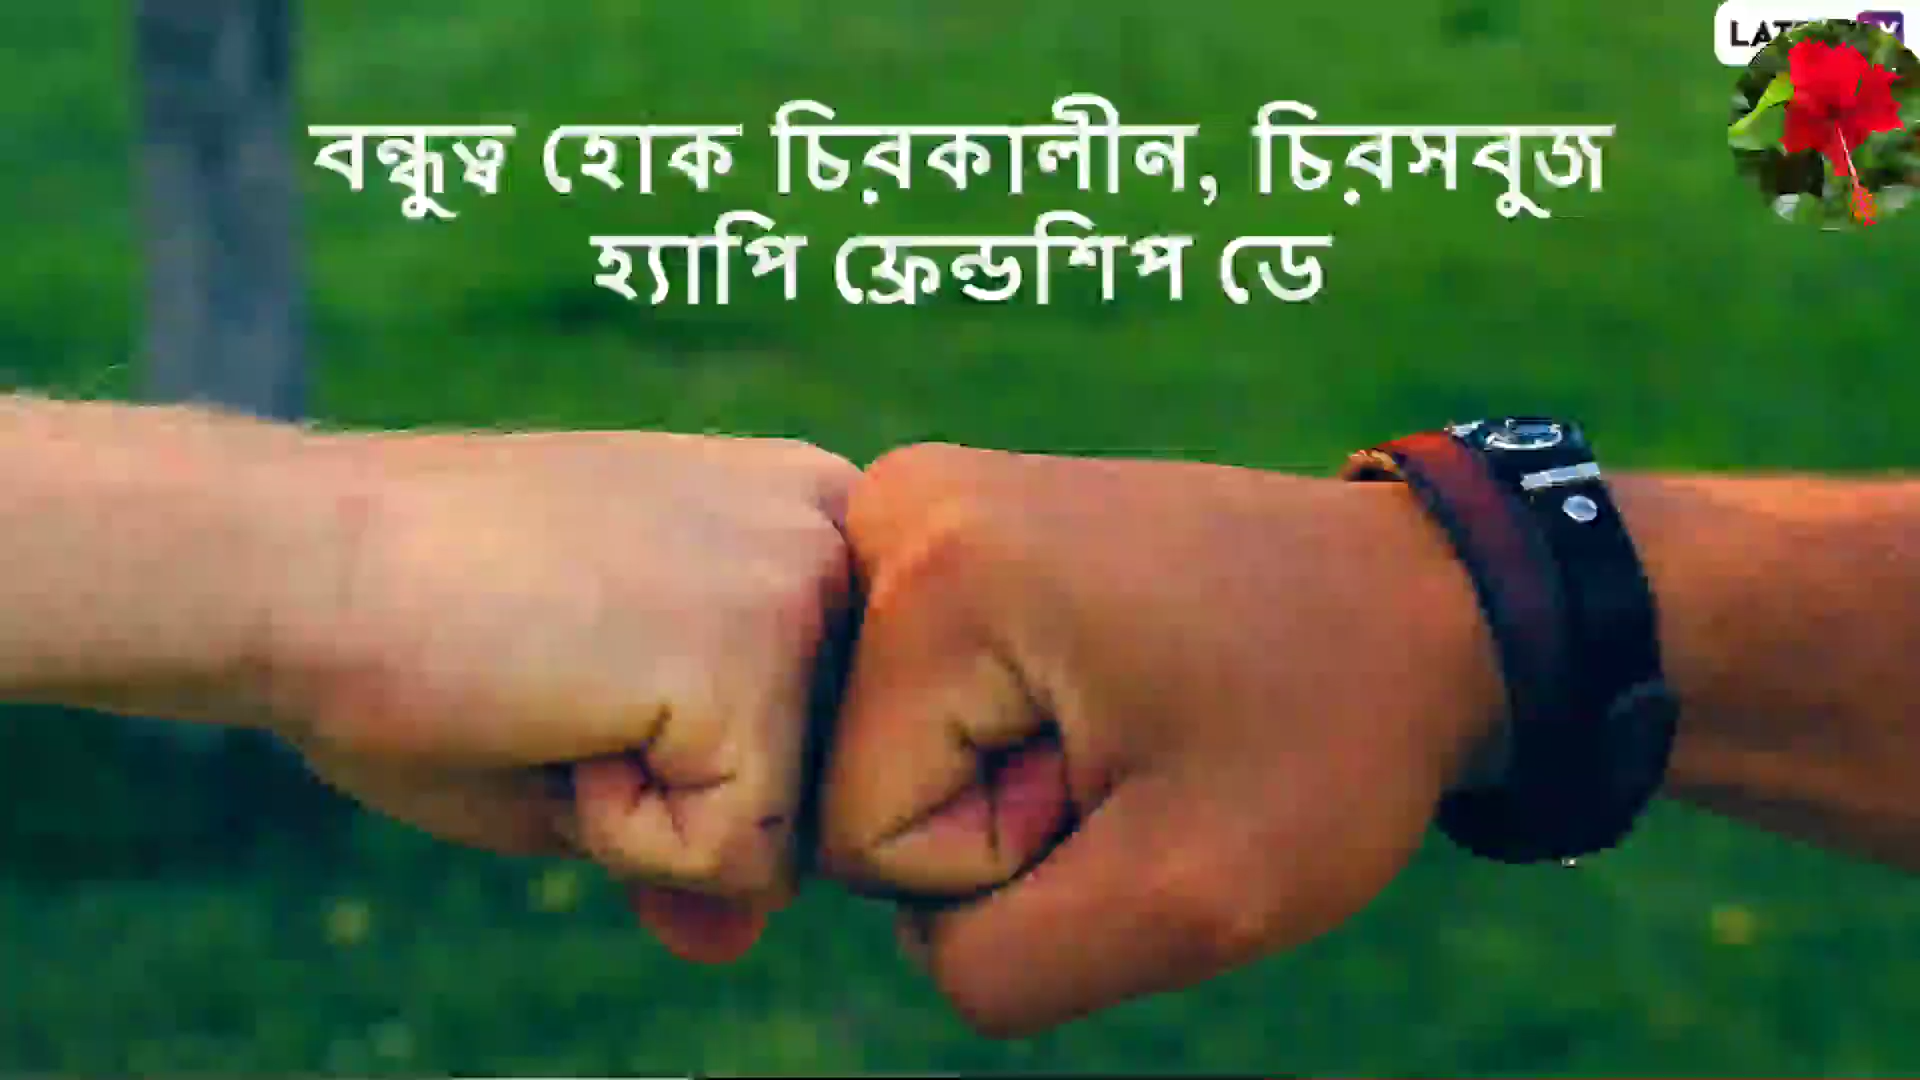 বন্ধুত্ব হোক চিরকালীন, চিরসবুজ
হ্যাপি ফ্রেন্ডশিপ ডে